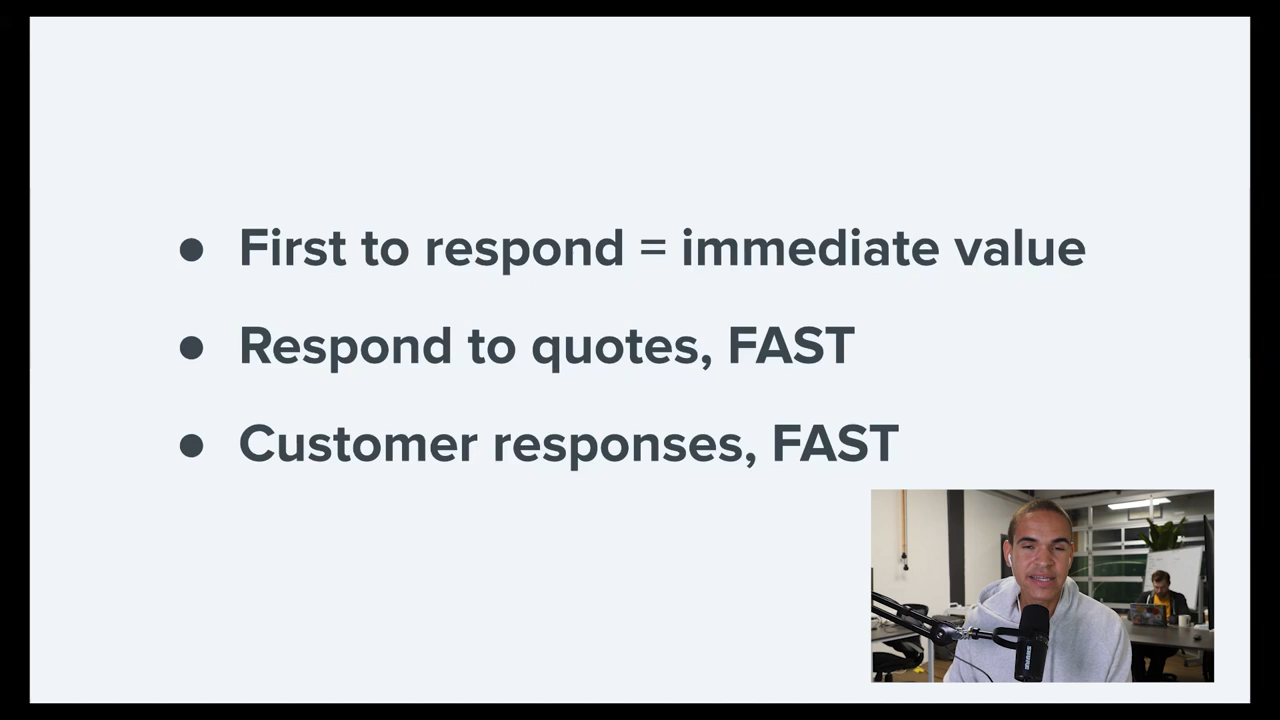 ● First to respond = immediate value
● Respond to quotes, FAST
● Customer responses, FAST